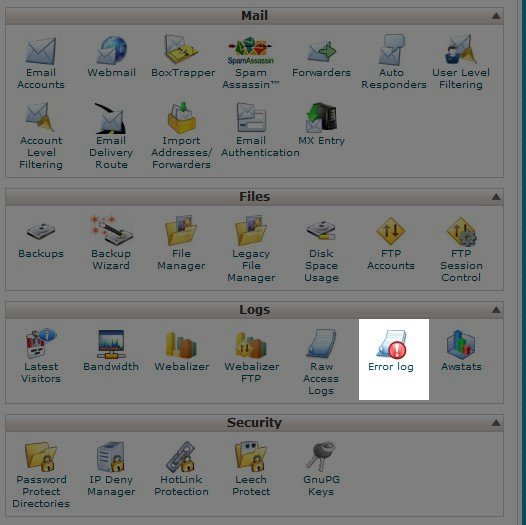 Mail
Email Accounts
Webmail
BoxTrapper
SpamAssassin
Spam Assassin™
Forwarders
Auto Responders
User Level Filtering
Account Level Filtering
Email Delivery Route
Import Addresses/ Forwarders
Email Authentication
MX Entry
Files
Backups
Backup Wizard
File Manager
Legacy File Manager
Disk Space Usage
FTP Accounts
FTP Session Control
Logs
Latest Visitors
Bandwidth
Webalizer
Webalizer FTP
Raw Access Logs
Error log
Awstats
Security
Password Protect Directories
IP Deny Manager
HotLink Protection
Leech Protect
GnuPG Keys